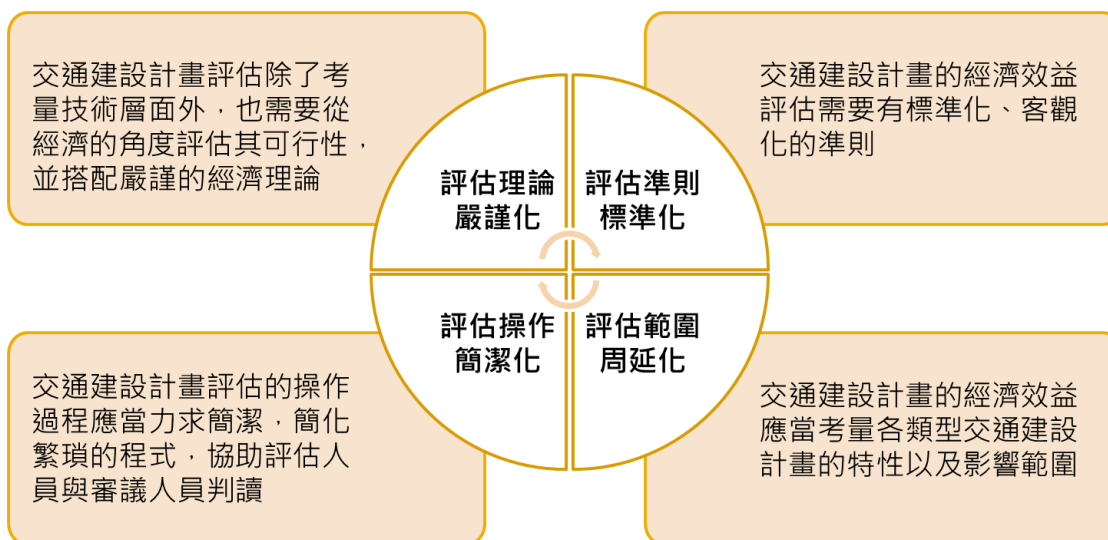 交通建設計畫評估除了考
量技術層面外，也需要從
經濟的角度評估其可行性，
並搭配嚴謹的經濟理論
交通建設計畫的經濟效益
評估需要有標準化、客觀
化的準則
評估理論
嚴謹化
評估準則
標準化
評估操作
簡潔化
評估範圍
周延化
交通建設計畫評估的操作
過程應當力求簡潔，簡化
繁瑣的程式，協助評估人
員與審議人員判讀
交通建設計畫的經濟效益
應當考量各類型交通建設
計畫的特性以及影響範圍